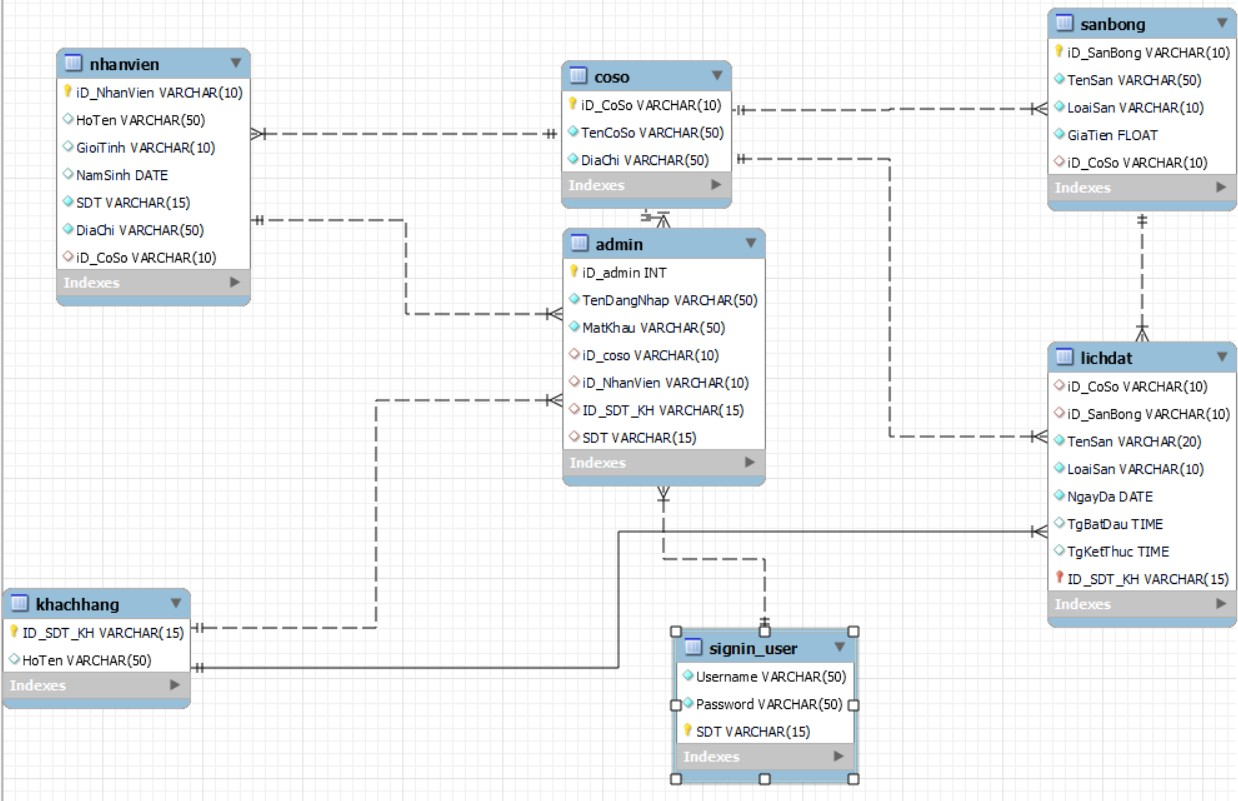 nhanvien
iD_NhanVien VARCHAR(10)
HoTen VARCHAR(50)
GioiTinh VARCHAR(10)
NamSinh DATE
SDT VARCHAR(15)
DiaChi VARCHAR(50)
iD_CoSo VARCHAR(10)
Indexes
coso
iD_CoSo VARCHAR(10)
TenCoSo VARCHAR(50)
DiaChi VARCHAR(50)
Indexes
sanbong
iD_SanBong VARCHAR(10)
TenSan VARCHAR(50)
LoaiSan VARCHAR(10)
GiaTien FLOAT
iD_CoSo VARCHAR(10)
Indexes
admin
iD_admin INT
TenDangNhap VARCHAR(50)
MatKhau VARCHAR(50)
iD_coso VARCHAR(10)
iD_NhanVien VARCHAR(10)
ID_SDT_KH VARCHAR(15)
SDT VARCHAR(15)
Indexes
lichdat
iD_CoSo VARCHAR(10)
iD_SanBong VARCHAR(10)
TenSan VARCHAR(20)
LoaiSan VARCHAR(10)
NgayDa DATE
TgBatDau TIME
TgKetThuc TIME
ID_SDT_KH VARCHAR(15)
Indexes
khachhang
ID_SDT_KH VARCHAR(15)
HoTen VARCHAR(50)
Indexes
signin_user
Username VARCHAR(50)
Password VARCHAR(50)
SDT VARCHAR(15)
Indexes